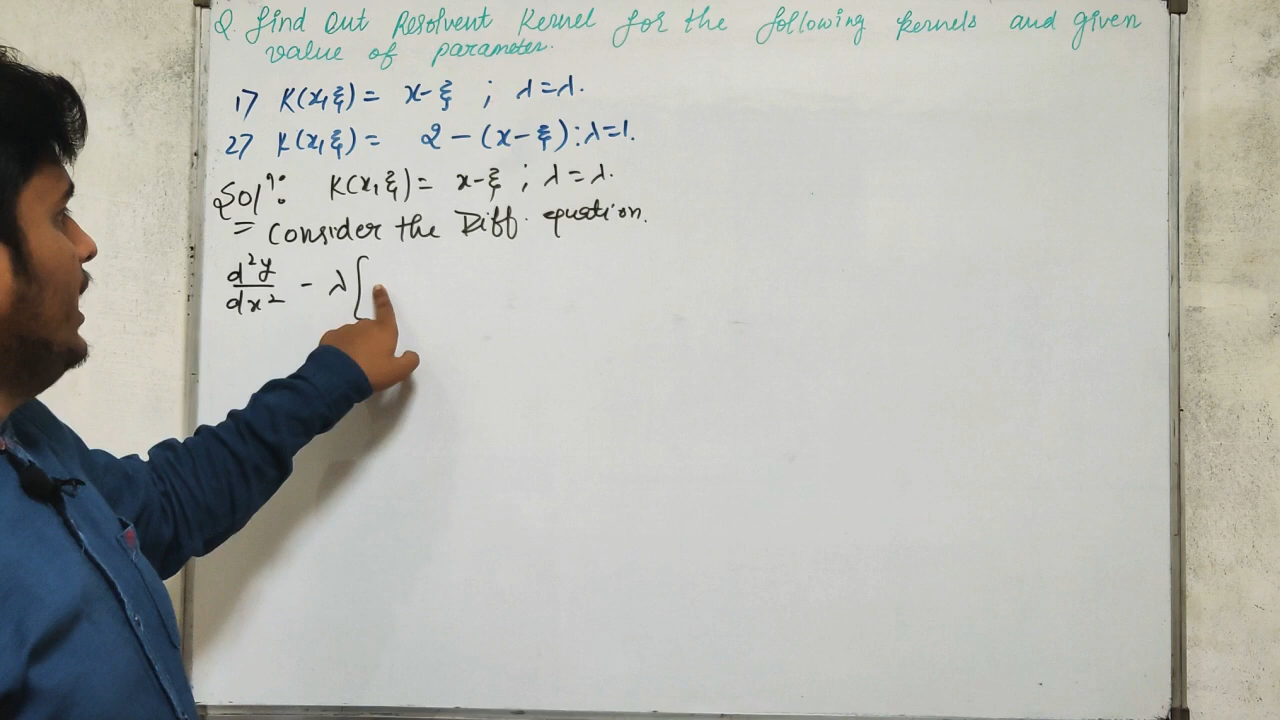 Q. find out Resolvent Kernel for the following kernels and given
value of parameter.
1> K(x,ξ) = x-ξ ; λ=λ.
2> K(x,ξ) = 2-(x-ξ): λ=1.
Solⁿ: K(x,ξ) = x-ξ ; λ=λ.
= Consider the Diff. equation.
d²y/dx² - λ[